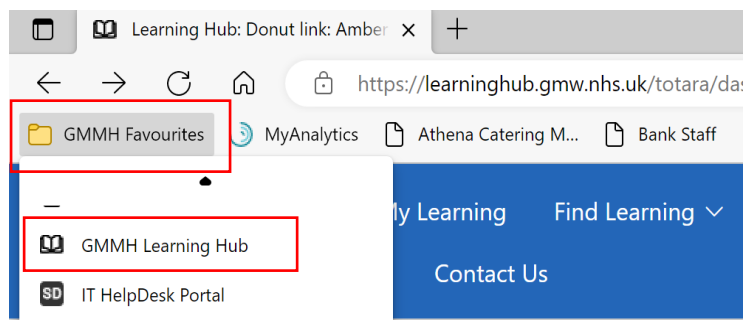 Learning Hub: Donut link: Amber
https://learninghub.gmw.nhs.uk/totara/das
GMMH Favourites MyAnalytics Athena Catering M... Bank Staff
My Learning Find Learning
GMMH Learning Hub
Contact Us
SD IT HelpDesk Portal